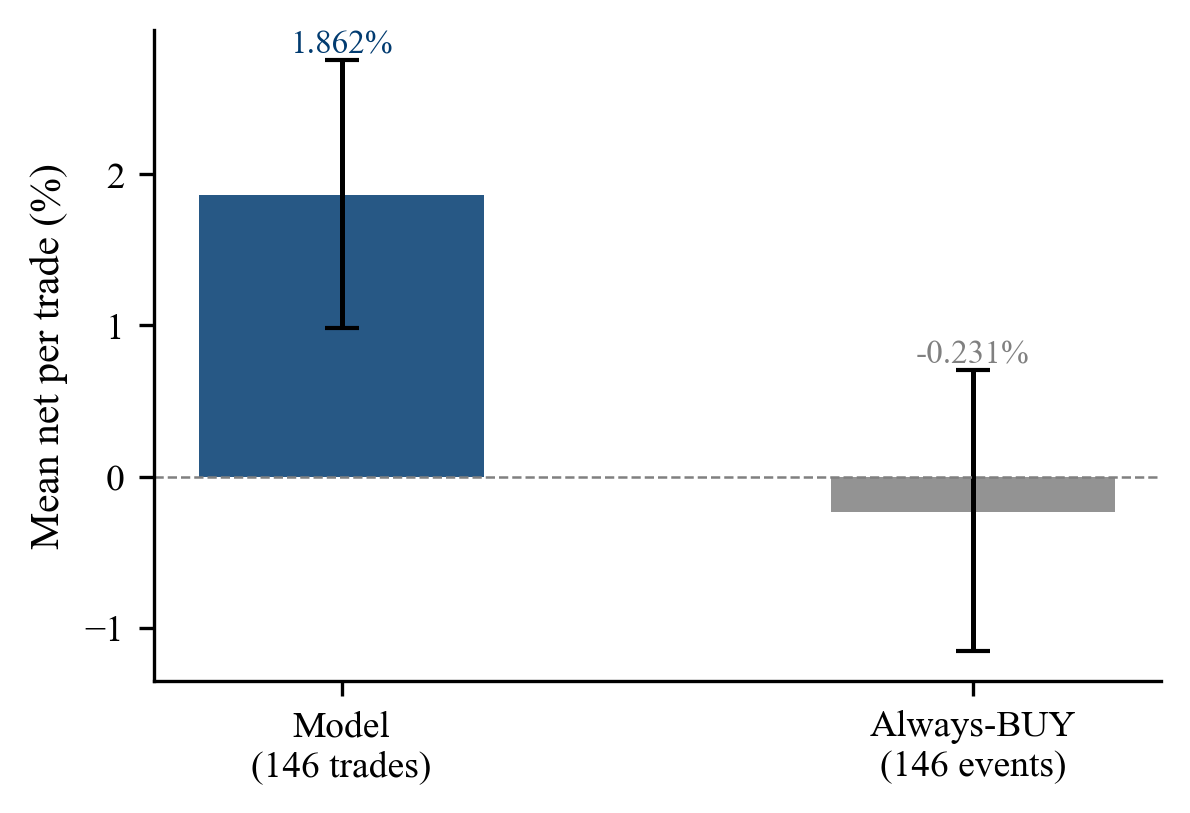 1.862%
-0.231%
Mean net per trade (%)
2
1
0
−1
Model
(146 trades)
Always-BUY
(146 events)